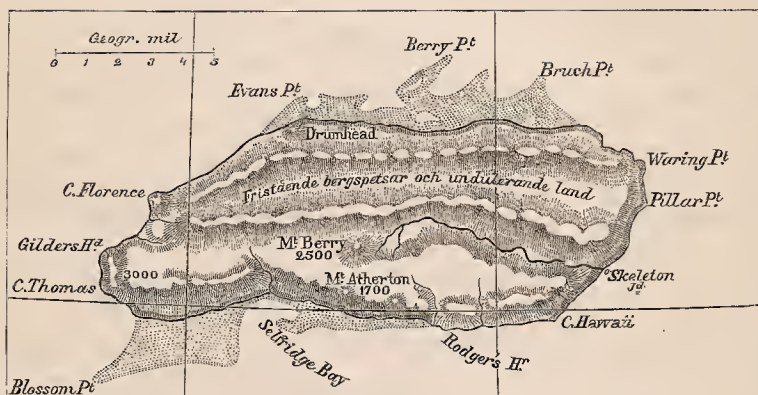 Geogr. mil
0 1 2 3 4 5
Berry Pt.
Evans Pt.
Bruch Pt.
Drumhead
Waring Pt.
Fristående bergspetsar och undulerande land
C. Florence
Pillar Pt.
Gilders Hd.
Mt. Berry
2500
3000
Skeleton
Id.
C. Thomas
Mt. Atherton
1700
C. Hawaii
Selfridge Bay
Rodger's Hr.
Blossom Pt.